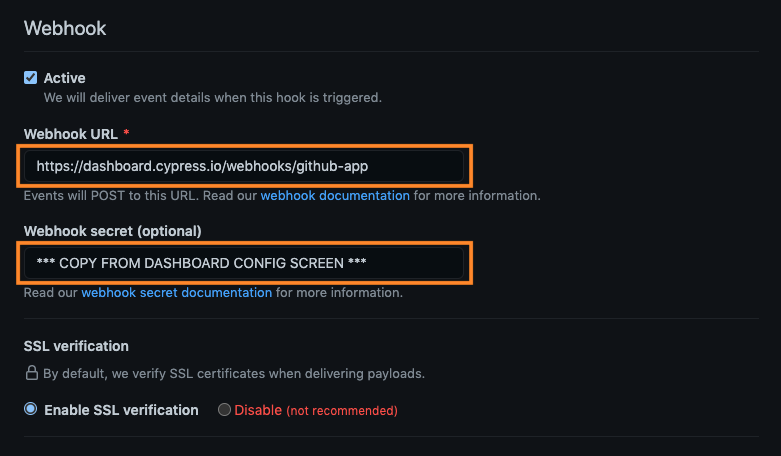 Webhook
Active
We will deliver event details when this hook is triggered.
Webhook URL *
https://dashboard.cypress.io/webhooks/github-app
Events will POST to this URL. Read our webhook documentation for more information.
Webhook secret (optional)
*** COPY FROM DASHBOARD CONFIG SCREEN ***
Read our webhook secret documentation for more information.
SSL verification
By default, we verify SSL certificates when delivering payloads.
Enable SSL verification Disable (not recommended)